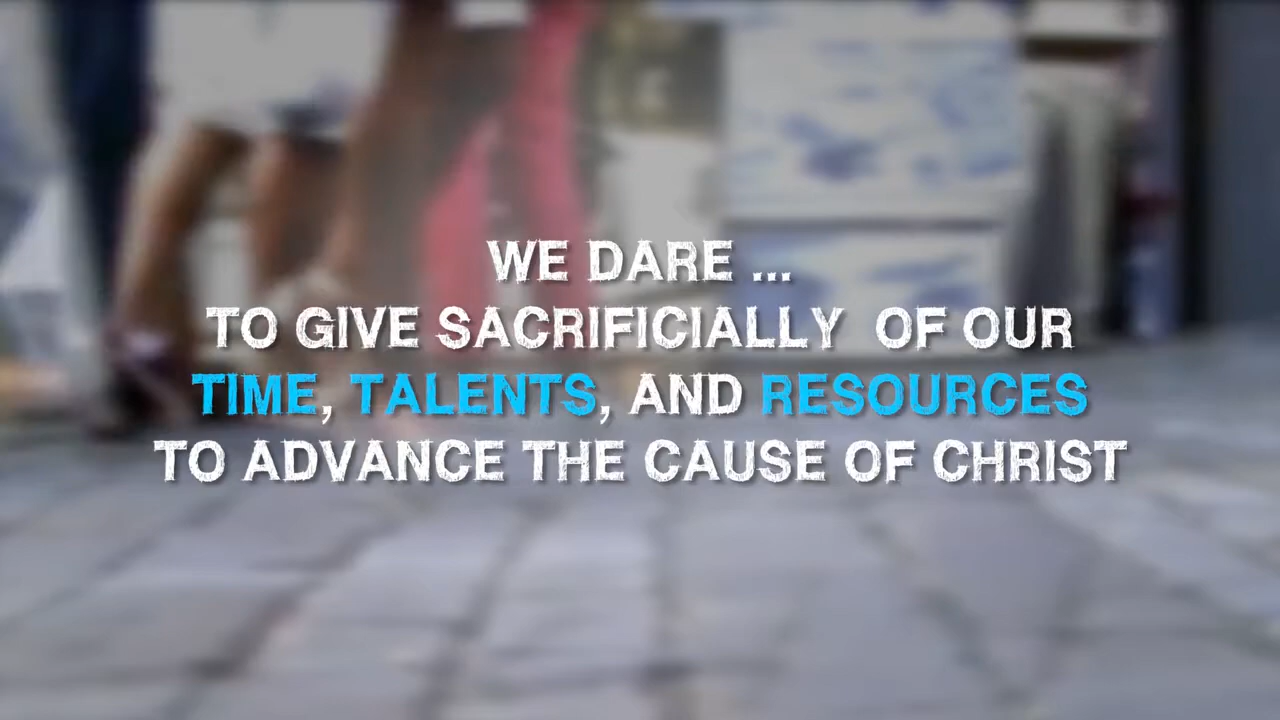 WE DARE ...
TO GIVE SACRIFICIALLY  OF OUR
TIME, TALENTS, AND RESOURCES
TO ADVANCE THE CAUSE OF CHRIST